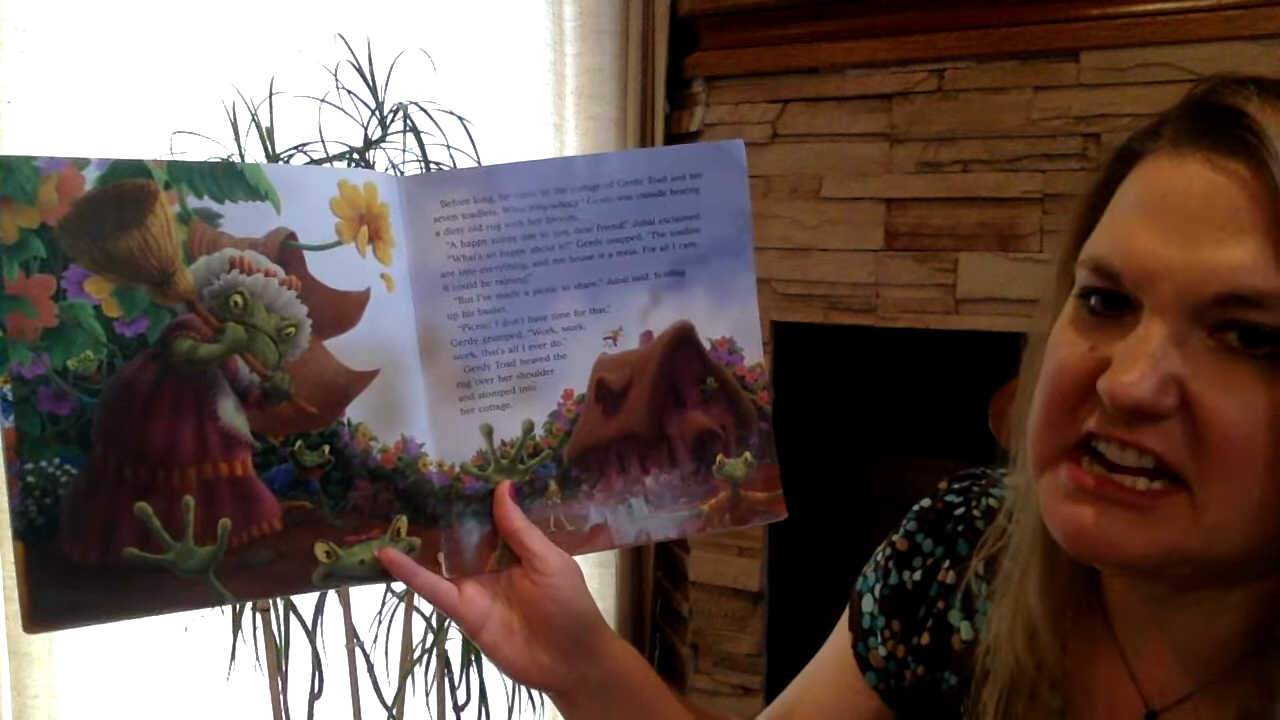 Before long, he came to the cottage of Gerdy Toad and her
seven toadlets. Whackity-whack! Gerdy was outside beating
a dirty old rug with her broom.
"A happy sunny day to you, dear friend!" Jubal exclaimed.
"What's so happy about it?" Gerdy snapped. "The toadlets
are into everything, and my house is a mess. For all I care,
it could be raining!"
"But I've made a picnic to share," Jubal said, holding
up his basket.
"Picnic! I don't have time for that,"
Gerdy grumped. "Work, work,
work, that's all I ever do."
Gerdy Toad heaved the
rug over her shoulder
and stomped into
her cottage.